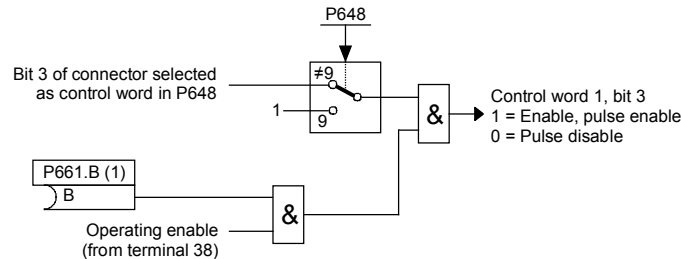 P648
Bit 3 of connector selected
as control word in P648
≠9
1
9
&
Control word 1, bit 3
1 = Enable, pulse enable
0 = Pulse disable
P661.B (1)
B
&
Operating enable
(from terminal 38)